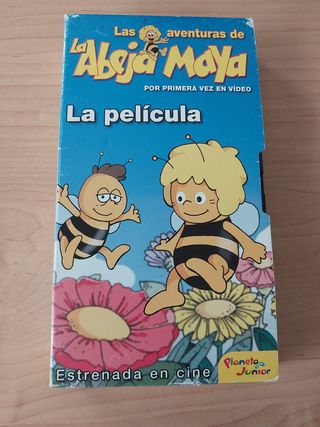 Las aventuras de
La Abeja Maya
POR PRIMERA VEZ EN VÍDEO
La película
Estrenada en cine
Planeta
Junior